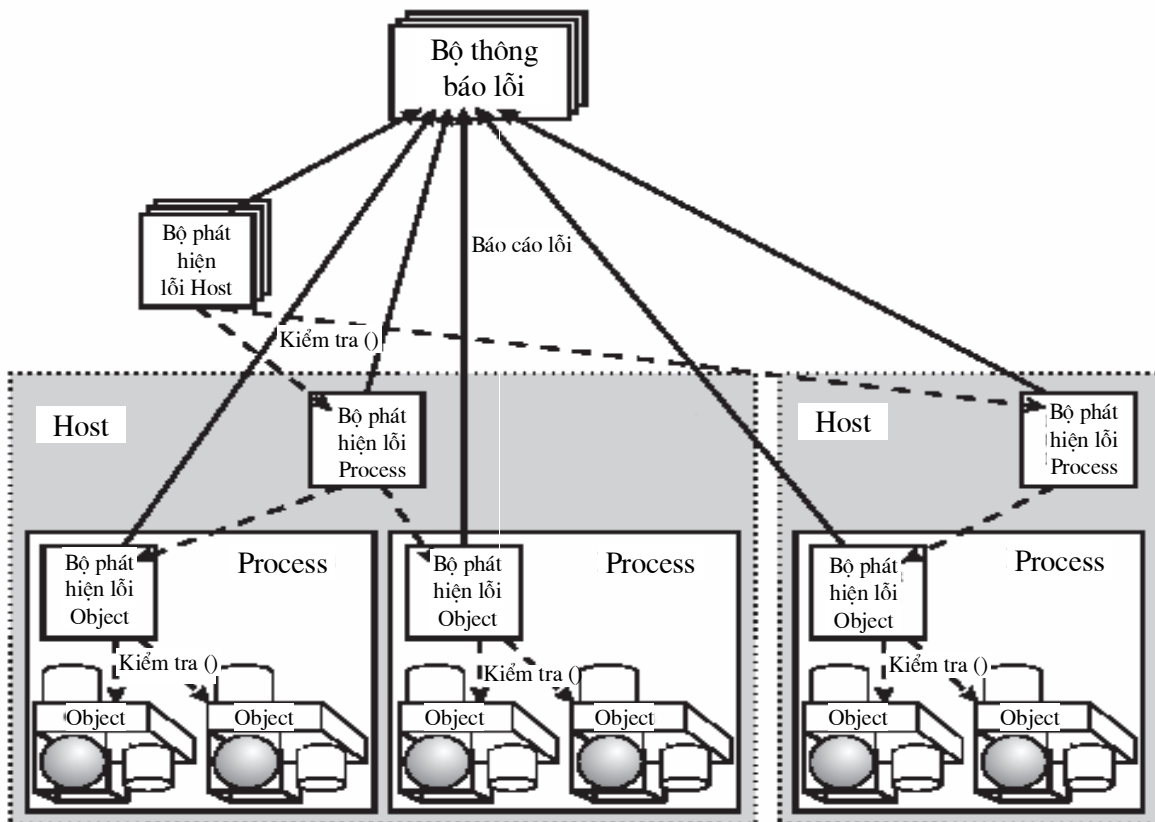 Bộ thông
báo lỗi
Bộ phát
hiện
lỗi Host
Báo cáo lỗi
Kiểm tra ()
Host
Bộ phát
hiện lỗi
Process
Host
Bộ phát
hiện lỗi
Process
Bộ phát
hiện lỗi
Object
Process
Bộ phát
hiện lỗi
Object
Process
Bộ phát
hiện lỗi
Object
Process
Kiểm tra ()
Kiểm tra ()
Kiểm tra ()
Object
Object
Object
Object
Object
Object